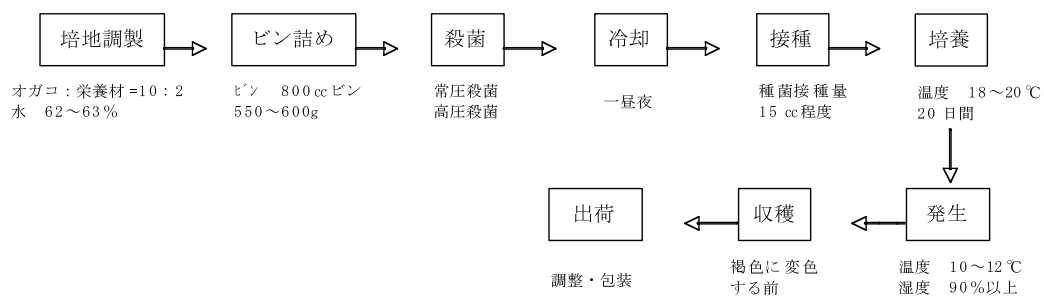 培地調製
ビン詰め
殺菌
冷却
接種
培養
オガコ：栄養材=10：2
水　62～63%
ﾋﾞﾝ　800㏄ビン
550～600g
常圧殺菌
高圧殺菌
一昼夜
種菌接種量
15 ㏄程度
温度　18～20℃
20 日間
出荷
収穫
発生
調整・包装
褐色に変色
する前
温度　10～12℃
湿度　90%以上